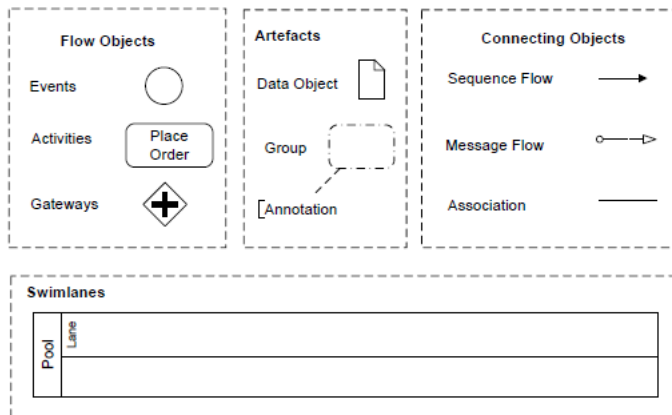 Flow Objects
Events
Activities
Place
Order
Gateways
Artefacts
Data Object
Group
Annotation
Connecting Objects
Sequence Flow
Message Flow
Association
Swimlanes
Pool
Lane